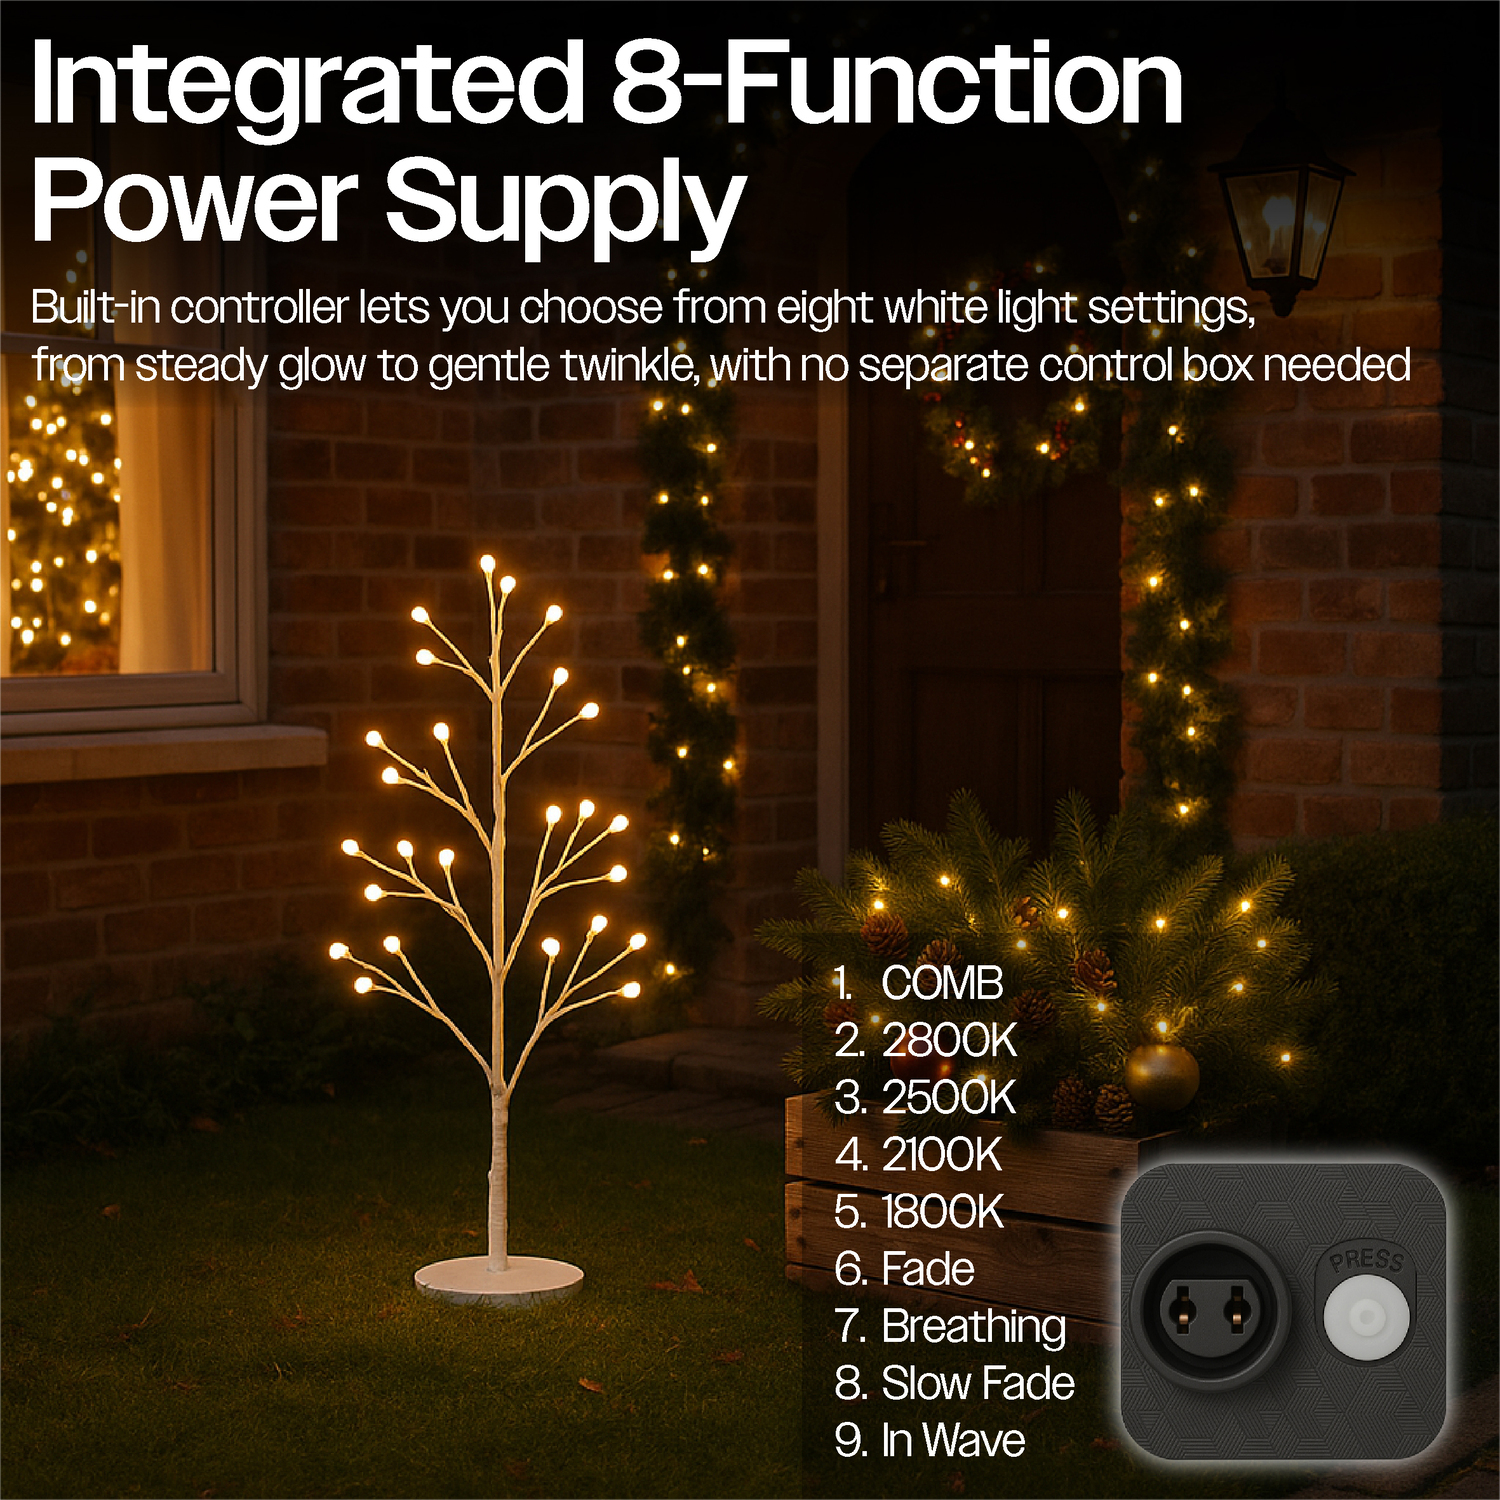 Integrated 8-Function
Power Supply
Built-in controller lets you choose from eight white light settings,
from steady glow to gentle twinkle, with no separate control box needed
1. COMB
2. 2800K
3. 2500K
4. 2100K
5. 1800K
6. Fade
7. Breathing
8. Slow Fade
9. In Wave
PRESS